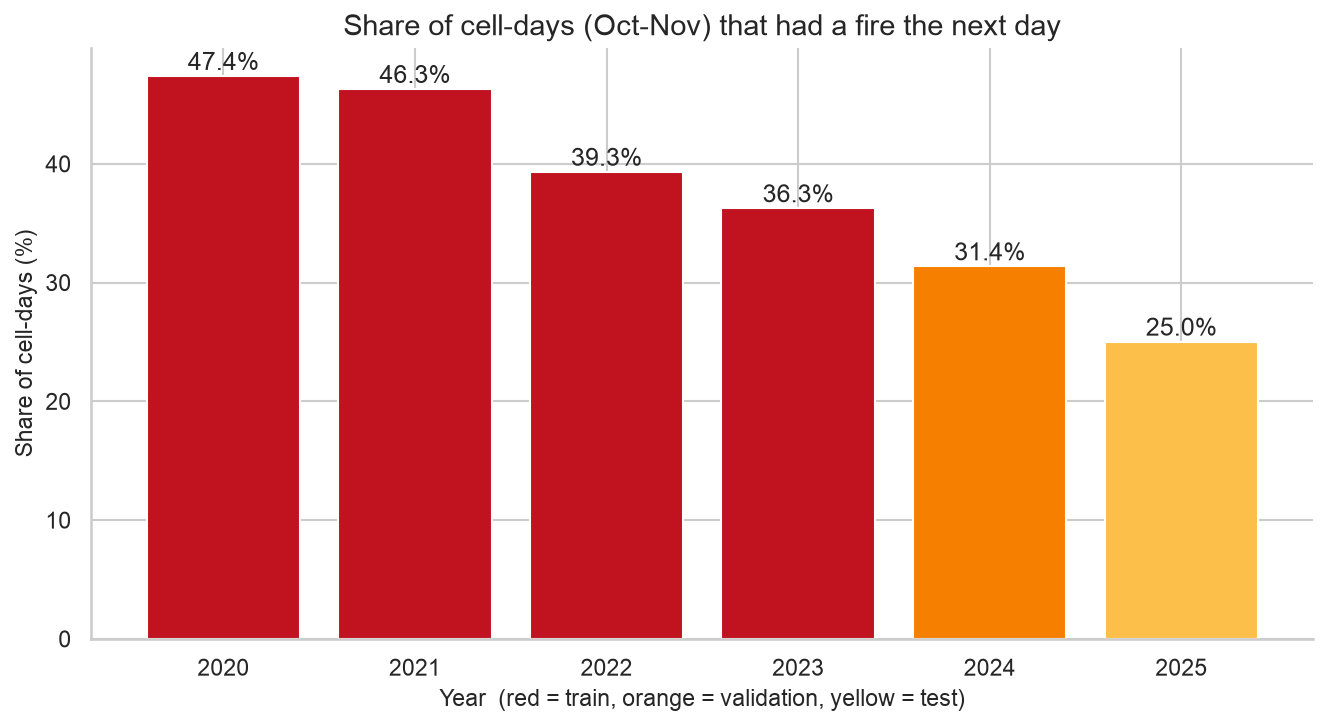 Share of cell-days (Oct-Nov) that had a fire the next day
47.4%
46.3%
39.3%
36.3%
31.4%
25.0%
Share of cell-days (%)
40
30
20
10
0
2020 2021 2022 2023 2024 2025
Year (red = train, orange = validation, yellow = test)